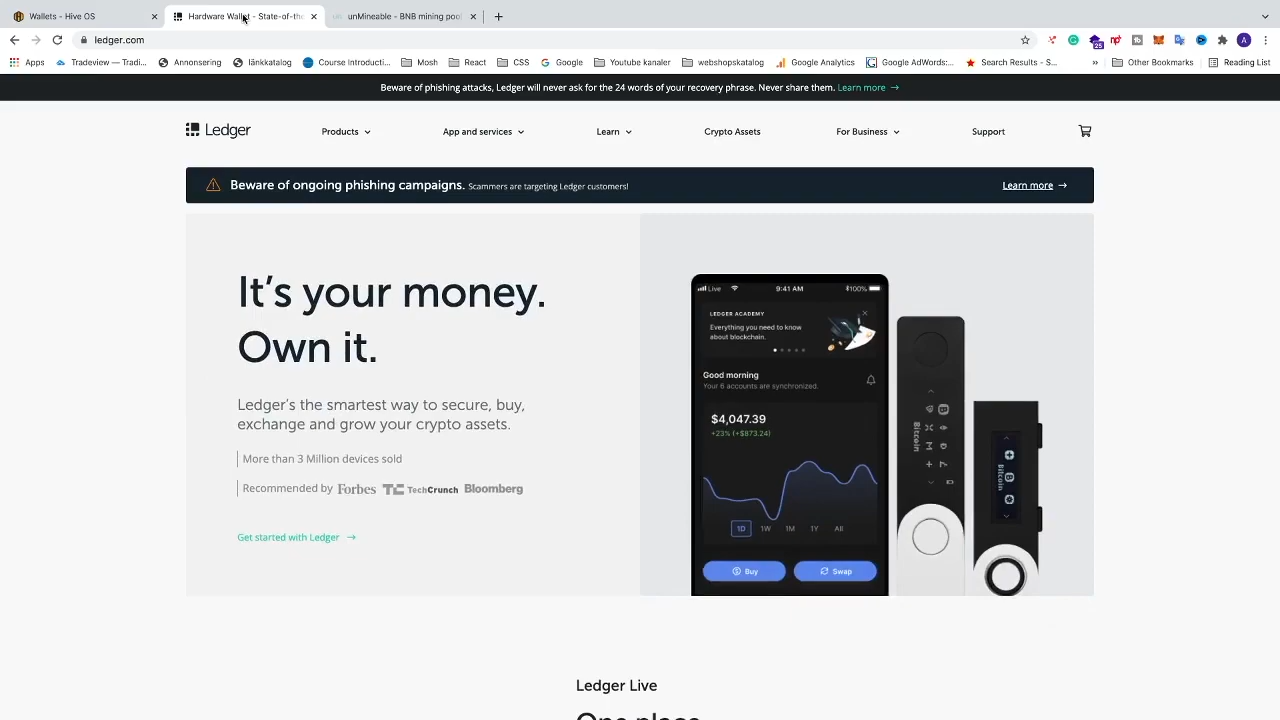 Wallets - Hive OS
Hardware Wallet - State-of-the
unMineable - BNB mining pool
ledger.com
25
A
Apps
Tradeview – Tradi...
Annonsering
länkkatalog
Course Introducti...
Mosh
React
CSS
Google
Youtube kanaler
webshopskatalog
Google Analytics
Google AdWords:...
Search Results - S...
»
Other Bookmarks
Reading List
Beware of phishing attacks, Ledger will never ask for the 24 words of your recovery phrase. Never share them. Learn more →
Ledger
Products
App and services
Learn
Crypto Assets
For Business
Support
Beware of ongoing phishing campaigns. Scammers are targeting Ledger customers!
Learn more →
It's your money.
Own it.
Ledger's the smartest way to secure, buy,
exchange and grow your crypto assets.
More than 3 Million devices sold
Recommended by Forbes TechCrunch Bloomberg
Get started with Ledger →
Live
9:41 AM
100%
LEDGER ACADEMY
Everything you need to know
about blockchain.
Good morning
Your 6 accounts are synchronized.
$4,047.39
+23% (+$873.24)
1D
1W
1M
1Y
All
Buy
Swap
Bitcoin
Bitcoin
Ledger Live
One place